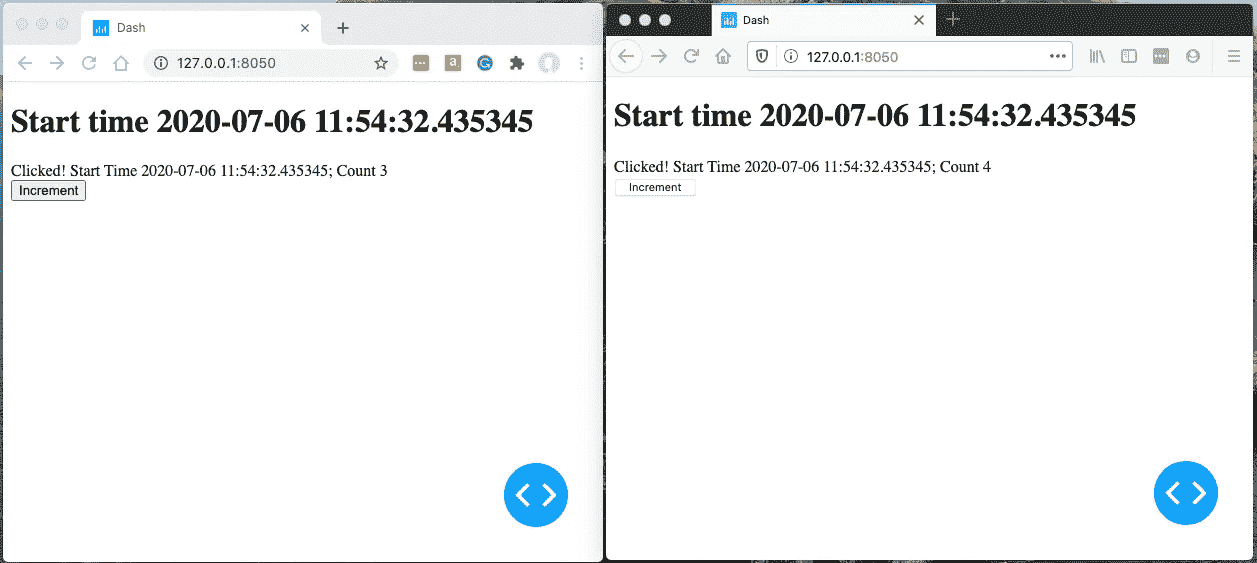 Dash
127.0.0.1:8050
Start time 2020-07-06 11:54:32.435345
Clicked! Start Time 2020-07-06 11:54:32.435345; Count 3
Increment
Dash
127.0.0.1:8050
Start time 2020-07-06 11:54:32.435345
Clicked! Start Time 2020-07-06 11:54:32.435345; Count 4
Increment